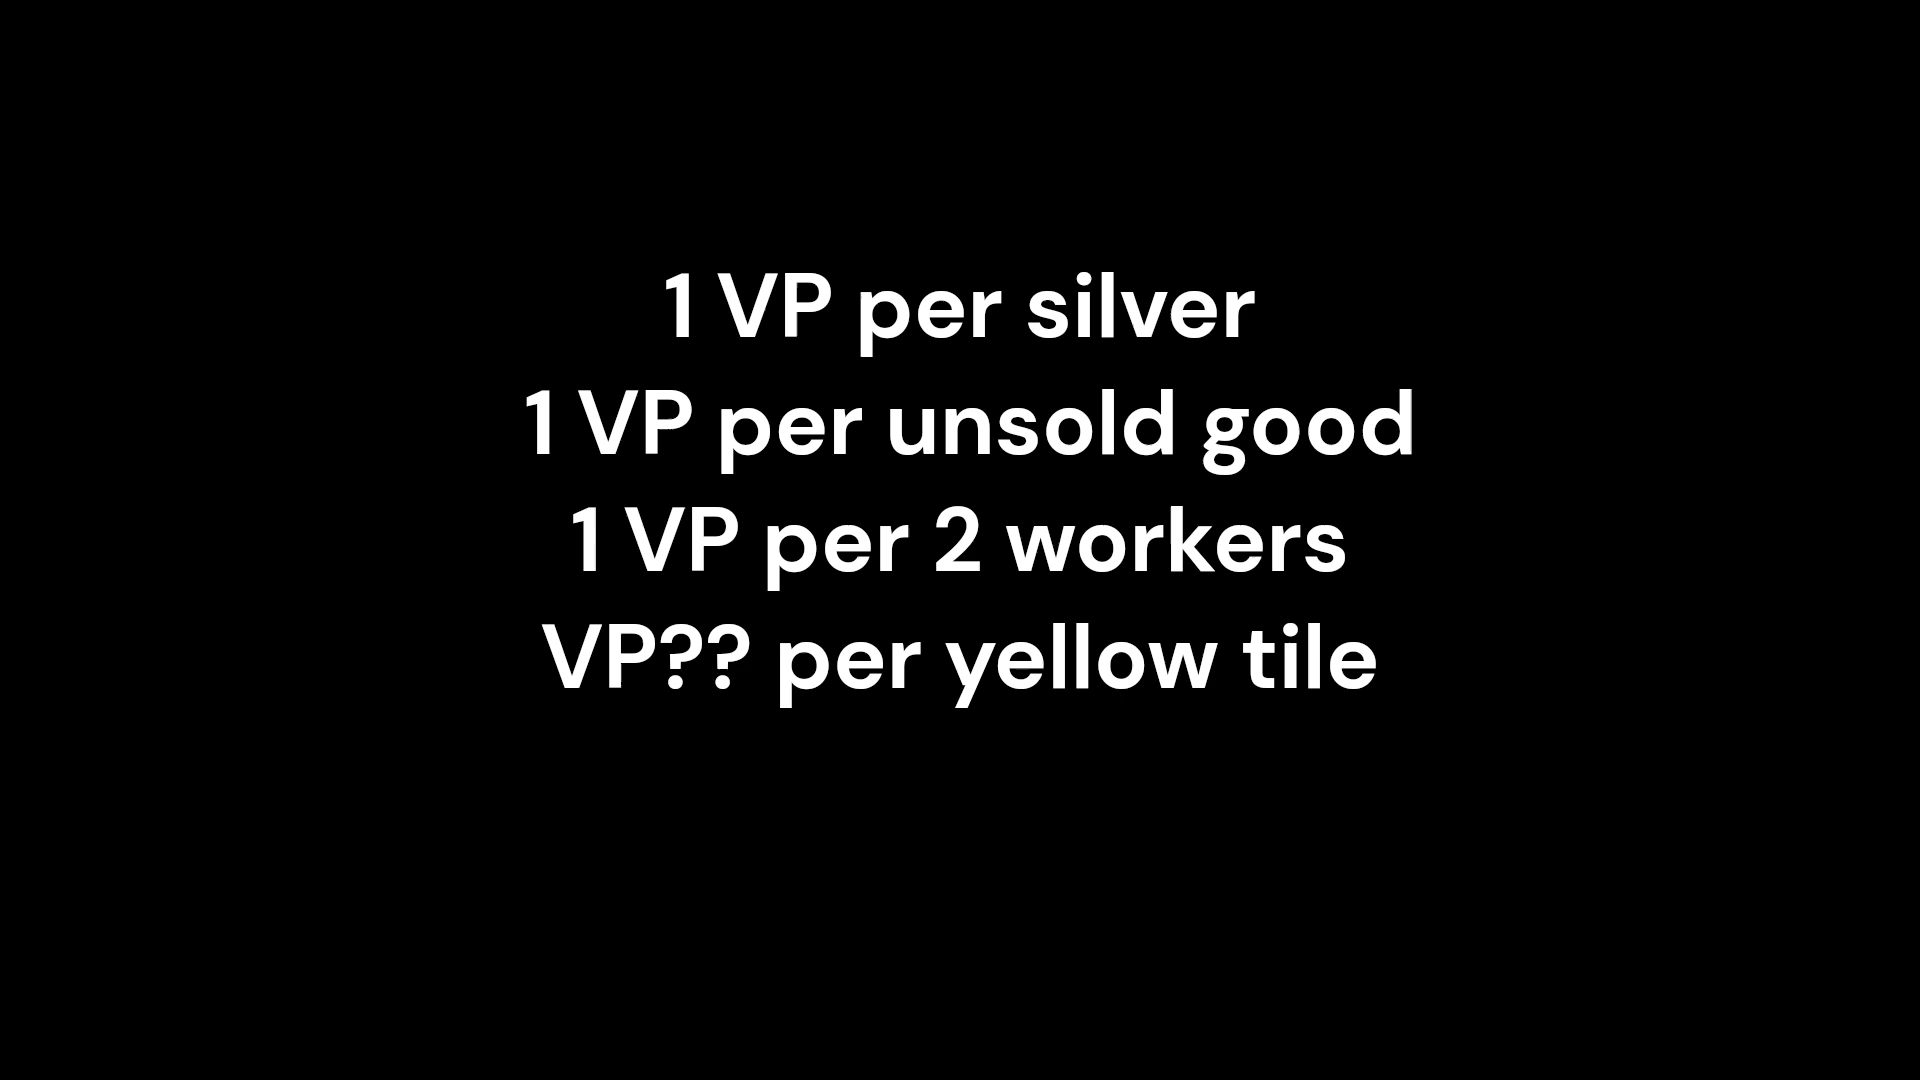 1 VP per silver
1 VP per unsold good
1 VP per 2 workers
VP?? per yellow tile